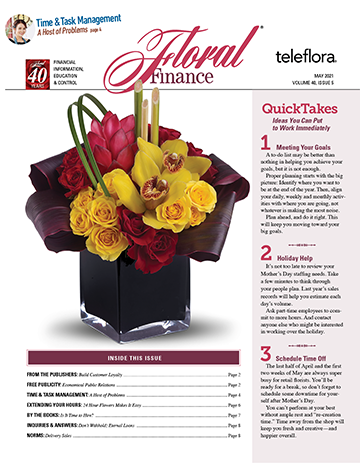 Time & Task Management
A Host of Problems page 4
Floral
Finance
®
teleflora®
40
YEARS
FINANCIAL
INFORMATION,
EDUCATION
& CONTROL
MAY 2021
VOLUME 40, ISSUE 5
QuickTakes
Ideas You Can Put
to Work Immediately
1 Meeting Your Goals
A to-do list may be better than
nothing in helping you achieve your
goals, but it is not enough.
Proper planning starts with the big
picture: Identify where you want to
be at the end of the year. Then, align
your daily, weekly and monthly activi-
ties with where you are going, not
whatever is making the most noise.
Plan ahead, and do it right. This
will keep you moving toward your
big goals.
2 Holiday Help
It's not too late to review your
Mother's Day staffing needs. Take
a few minutes to think through
your people plan. Last year's sales
records will help you estimate each
day's volume.
Ask part-time employees to com-
mit to more hours. And contact
anyone else who might be interested
in working over the holiday.
3 Schedule Time Off
The last half of April and the first
two weeks of May are always super
busy for retail florists. You'll be
ready for a break, so don't forget to
schedule some downtime for your-
self after Mother's Day.
You can't perform at your best
without ample rest and "re-creation
time." Time away from the shop will
keep you fresh and creative—and
happier overall.
INSIDE THIS ISSUE
FROM THE PUBLISHERS: Build Customer Loyalty Page 2
FREE PUBLICITY: Economical Public Relations Page 2
TIME & TASK MANAGEMENT: A Host of Problems Page 4
EXTENDING YOUR HOURS: 24 Hour Flowers Makes It Easy Page 6
BY THE BOOKS: Is It Time to Hire? Page 7
INQUIRIES & ANSWERS: Don't Withhold; Eternal Loans Page 8
NORMS: Delivery Sales Page 8